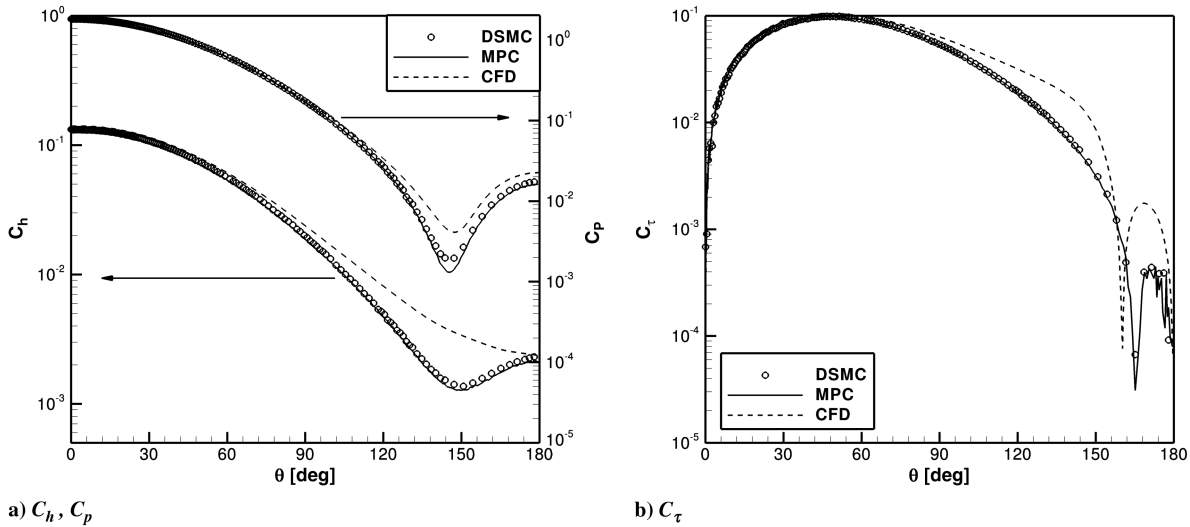 10⁰
10⁻¹
10⁻²
10⁻³
C_h
10⁰
10⁻¹
10⁻²
10⁻³
10⁻⁴
10⁻⁵
C_P
DSMC
MPC
CFD
0 30 60 90 120 150 180
θ [deg]
a) C_h , C_p
10⁻¹
10⁻²
10⁻³
10⁻⁴
10⁻⁵
C_τ
DSMC
MPC
CFD
0 30 60 90 120 150 180
θ [deg]
b) C_τ